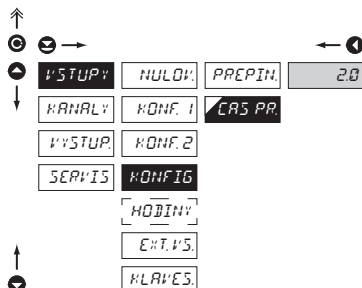 VSTUPY NULOV. PREPIN. 2.0
KANALY KONF. 1 CAS PR.
VYSTUP. KONF. 2
SERVIS KONFIG
HODINY
EXT. VS.
KLAVES.